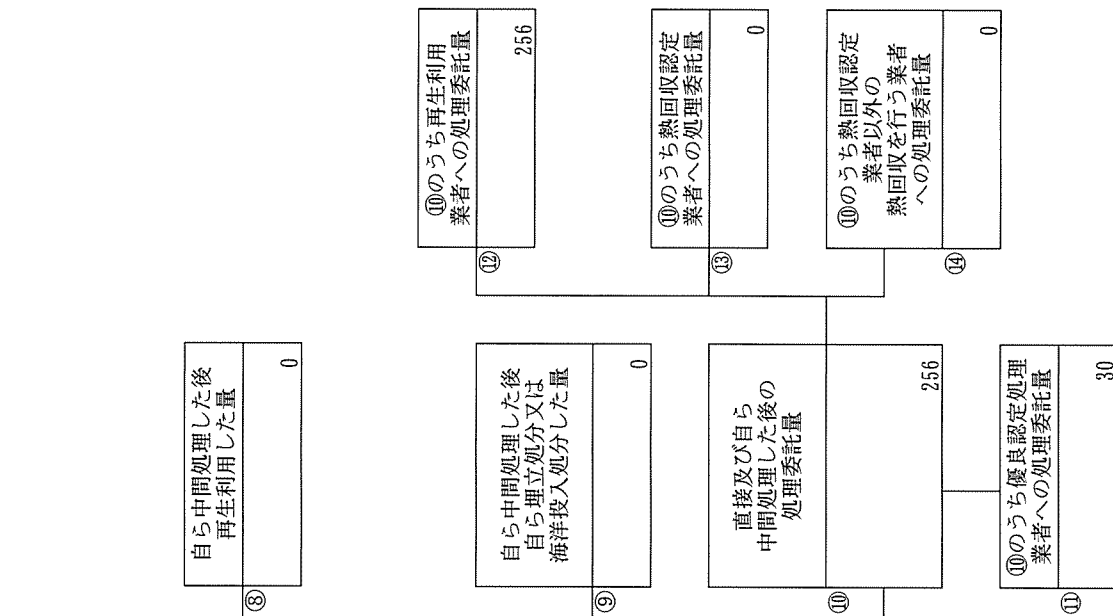 ⑧
自ら中間処理した後
再生利用した量
0
⑨
自ら中間処理した後
自ら埋立処分又は
海洋投入処分した量
0
⑩
直接及び自ら
中間処理した後の
処理委託量
256
⑪
⑩のうち優良認定処理
業者への処理委託量
30
⑫
⑩のうち再生利用
業者への処理委託量
256
⑬
⑩のうち熱回収認定
業者への処理委託量
0
⑭
⑩のうち熱回収認定
業者以外の
熱回収を行う業者
への処理委託量
0